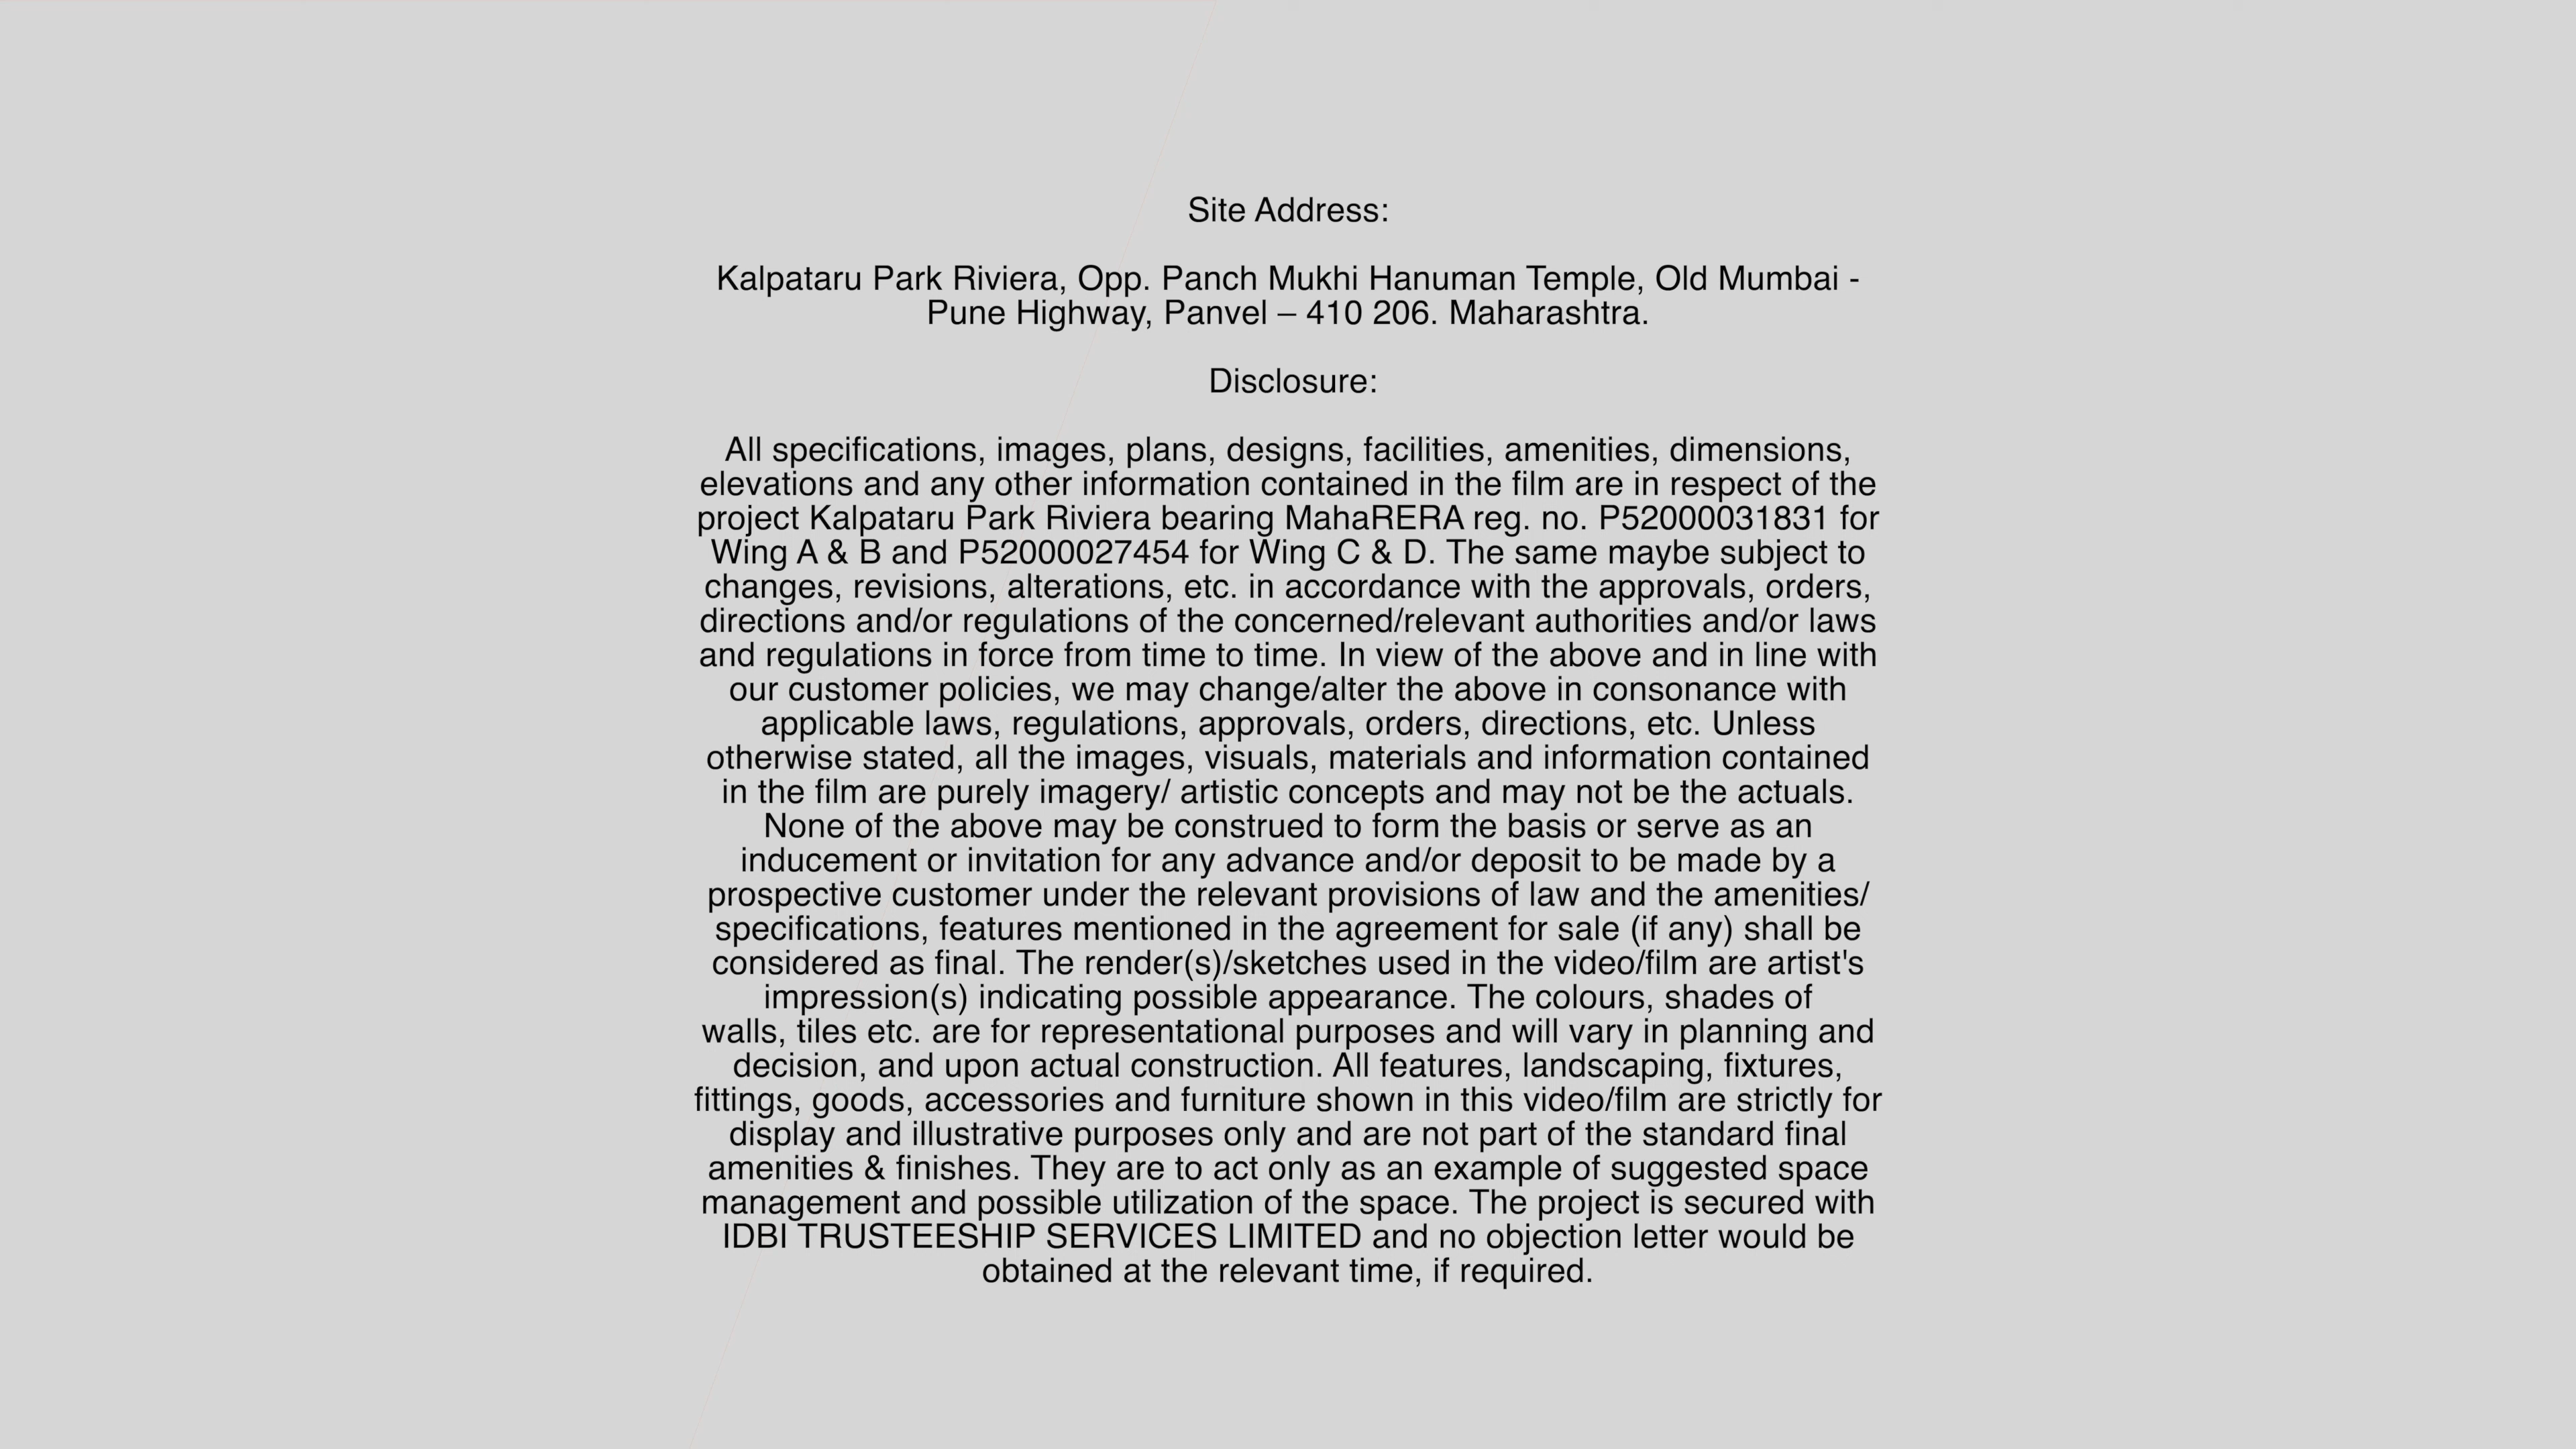 Site Address:
Kalpataru Park Riviera, Opp. Panch Mukhi Hanuman Temple, Old Mumbai -
Pune Highway, Panvel – 410 206. Maharashtra.
Disclosure:
All specifications, images, plans, designs, facilities, amenities, dimensions,
elevations and any other information contained in the film are in respect of the
project Kalpataru Park Riviera bearing MahaRERA reg. no. P52000031831 for
Wing A & B and P52000027454 for Wing C & D. The same maybe subject to
changes, revisions, alterations, etc. in accordance with the approvals, orders,
directions and/or regulations of the concerned/relevant authorities and/or laws
and regulations in force from time to time. In view of the above and in line with
our customer policies, we may change/alter the above in consonance with
applicable laws, regulations, approvals, orders, directions, etc. Unless
otherwise stated, all the images, visuals, materials and information contained
in the film are purely imagery/ artistic concepts and may not be the actuals.
None of the above may be construed to form the basis or serve as an
inducement or invitation for any advance and/or deposit to be made by a
prospective customer under the relevant provisions of law and the amenities/
specifications, features mentioned in the agreement for sale (if any) shall be
considered as final. The render(s)/sketches used in the video/film are artist's
impression(s) indicating possible appearance. The colours, shades of
walls, tiles etc. are for representational purposes and will vary in planning and
decision, and upon actual construction. All features, landscaping, fixtures,
fittings, goods, accessories and furniture shown in this video/film are strictly for
display and illustrative purposes only and are not part of the standard final
amenities & finishes. They are to act only as an example of suggested space
management and possible utilization of the space. The project is secured with
IDBI TRUSTEESHIP SERVICES LIMITED and no objection letter would be
obtained at the relevant time, if required.